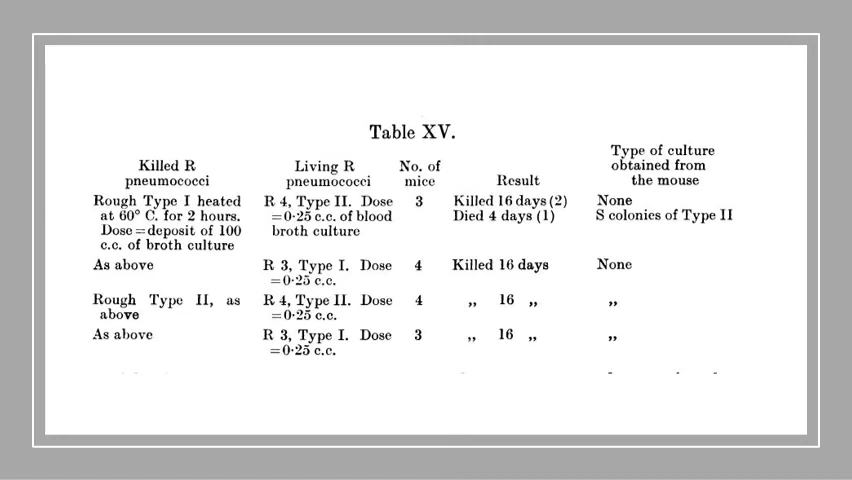 Table XV.
Killed R pneumococci | Living R pneumococci | No. of mice | Result | Type of culture obtained from the mouse
Rough Type I heated | R 4, Type II. Dose | 3 | Killed 16 days (2) | None
at 60° C. for 2 hours. | =0·25 c.c. of blood | Died 4 days (1) | S colonies of Type II
Dose=deposit of 100 | broth culture
c.c. of broth culture
As above | R 3, Type I. Dose | 4 | Killed 16 days | None
=0·25 c.c.
Rough Type II, as | R 4, Type II. Dose | 4 | „ 16 „ | „
above | =0·25 c.c.
As above | R 3, Type I. Dose | 3 | „ 16 „ | „
=0·25 c.c.